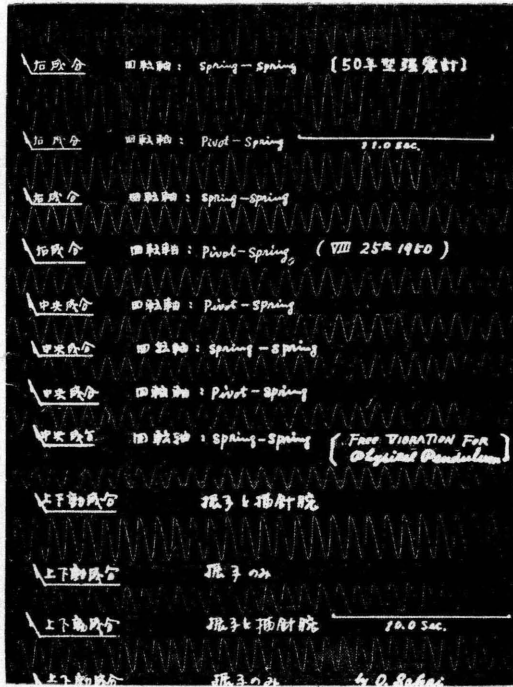 右成分 回転軸: Spring-Spring [50年型強震計]
右成分 回転軸: Pivot-Spring 11.0 sec.
右成分 回転軸: Spring-Spring
右成分 回転軸: Pivot-Spring (VIII 25th 1950)
中央成分 回転軸: Pivot-Spring
中央成分 回転軸: Spring-Spring
中央成分 回転軸: Pivot-Spring
中央成分 回転軸: Spring-Spring [FREE VIBRATION FOR
Physical Pendulum]
上下動成分 振子と描針腕
上下動成分 振子のみ
上下動成分 振子と描針腕 10.0 Sec.
上下動成分 振子のみ by